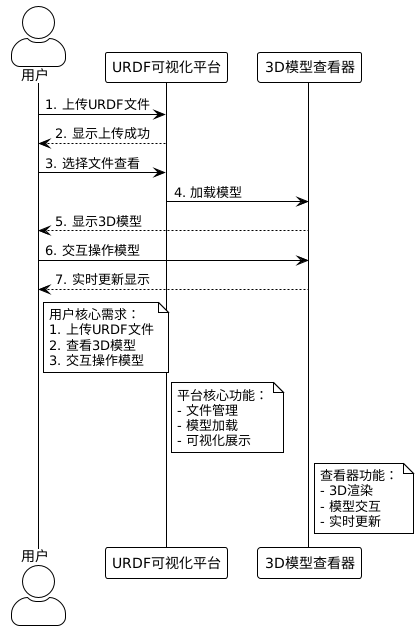 用户
URDF可视化平台
3D模型查看器
1. 上传URDF文件
2. 显示上传成功
3. 选择文件查看
4. 加载模型
5. 显示3D模型
6. 交互操作模型
7. 实时更新显示
用户核心需求：
1. 上传URDF文件
2. 查看3D模型
3. 交互操作模型
平台核心功能：
- 文件管理
- 模型加载
- 可视化展示
查看器功能：
- 3D渲染
- 模型交互
- 实时更新
用户
URDF可视化平台
3D模型查看器